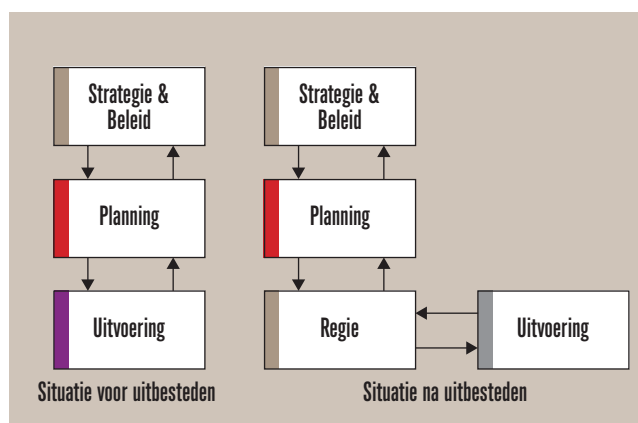 Strategie &
Beleid
Planning
Uitvoering
Situatie voor uitbesteden
Strategie &
Beleid
Planning
Regie
Uitvoering
Situatie na uitbesteden